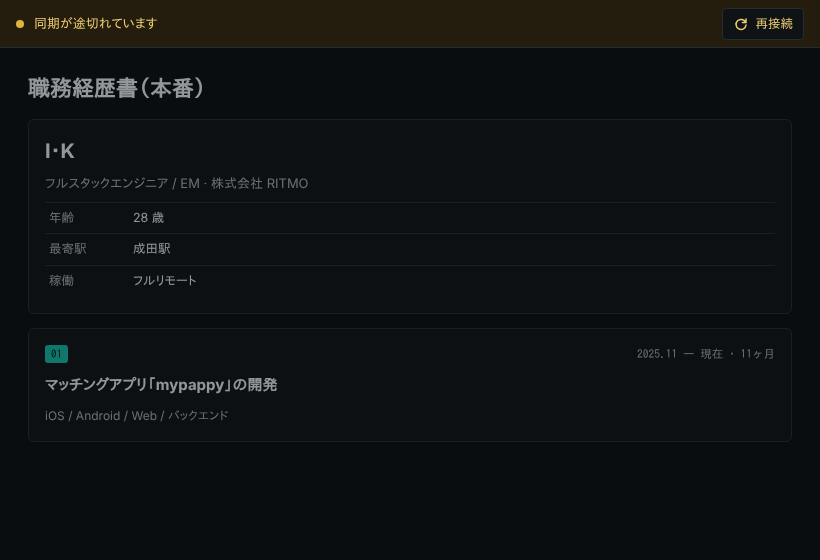 同期が途切れています
再接続
職務経歴書（本番）
I·K
フルスタックエンジニア / EM · 株式会社 RITMO
年齢 28 歳
最寄駅 成田駅
稼働 フルリモート
01 2025.11 — 現在 · 11ヶ月
マッチングアプリ「mypappy」の開発
iOS / Android / Web / バックエンド